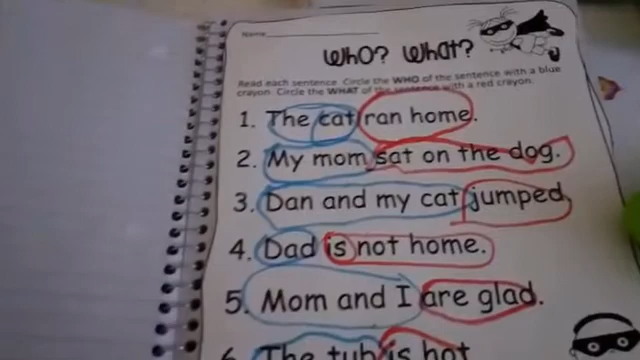 Name
Who? What?
Read each sentence. Circle the WHO of the sentence with a blue
crayon. Circle the WHAT of the sentence with a red crayon.
1. The cat ran home.
2. My mom sat on the dog.
3. Dan and my cat jumped.
4. Dad is not home.
5. Mom and I are glad.
6. The tub is hot